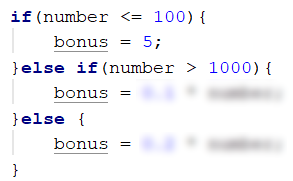 if(number <= 100){
bonus = 5;
}else if(number > 1000){
bonus =
}else {
bonus =
}